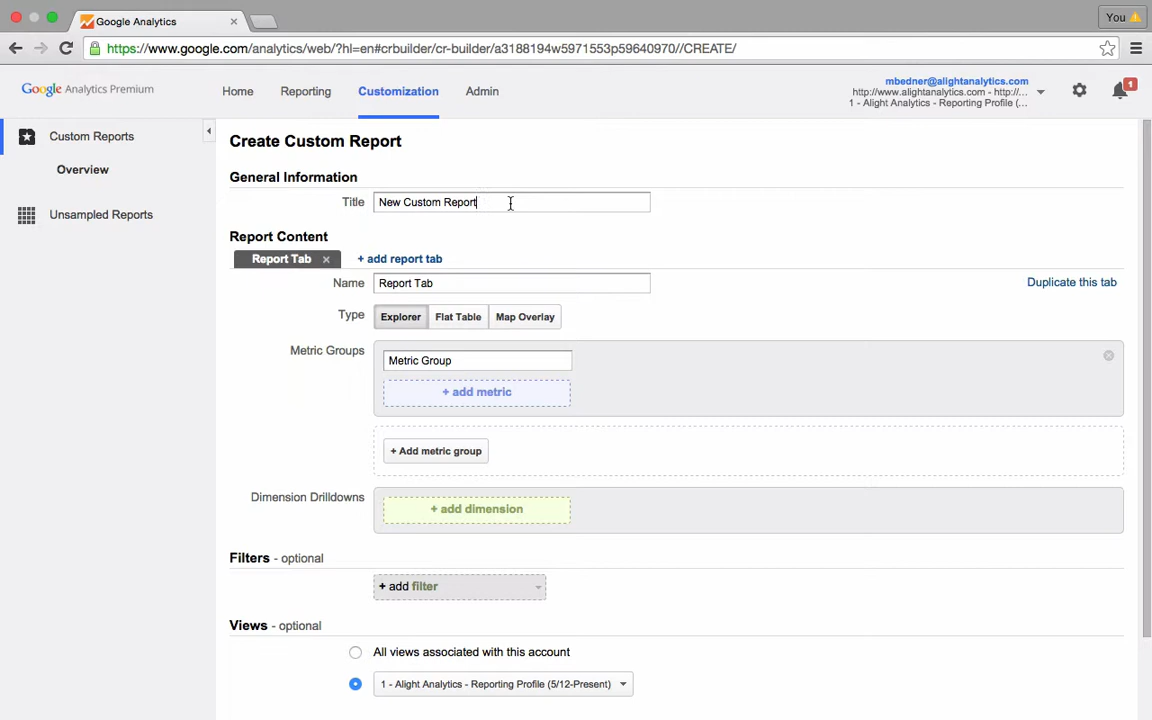 Google Analytics
You
https://www.google.com/analytics/web/?hl=en#crbuilder/cr-builder/a3188194w5971553p59640970//CREATE/
Google Analytics Premium
Home
Reporting
Customization
Admin
mbedner@alightanalytics.com
http://www.alightanalytics.com - http://...
1 - Alight Analytics - Reporting Profile (...
1
Custom Reports
Overview
Unsampled Reports
Create Custom Report
General Information
Title
New Custom Report
Report Content
Report Tab x
+ add report tab
Name
Report Tab
Duplicate this tab
Type
Explorer
Flat Table
Map Overlay
Metric Groups
Metric Group
+ add metric
+ Add metric group
Dimension Drilldowns
+ add dimension
Filters - optional
+ add filter
Views - optional
All views associated with this account
1 - Alight Analytics - Reporting Profile (5/12-Present)